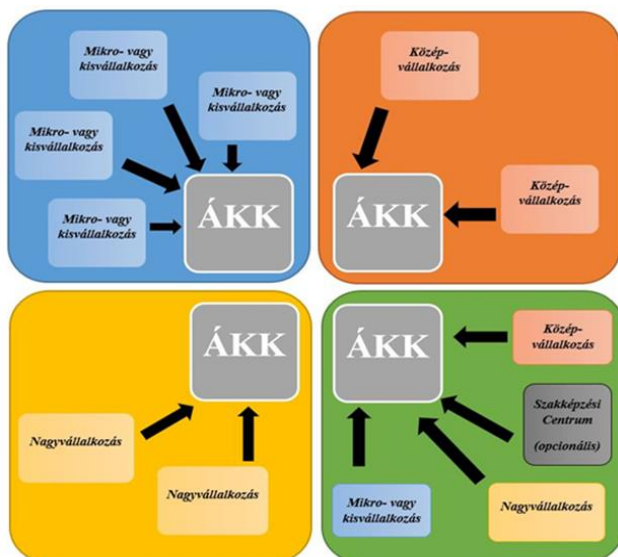 Mikro- vagy
kisvállalkozás
Mikro- vagy
kisvállalkozás
Mikro- vagy
kisvállalkozás
Mikro- vagy
kisvállalkozás
ÁKK
Közép-
vállalkozás
Közép-
vállalkozás
ÁKK
ÁKK
Nagyvállalkozás
Nagyvállalkozás
ÁKK
Közép-
vállalkozás
Szakképzési
Centrum
(opcionális)
Mikro- vagy
kisvállalkozás
Nagyvállalkozás